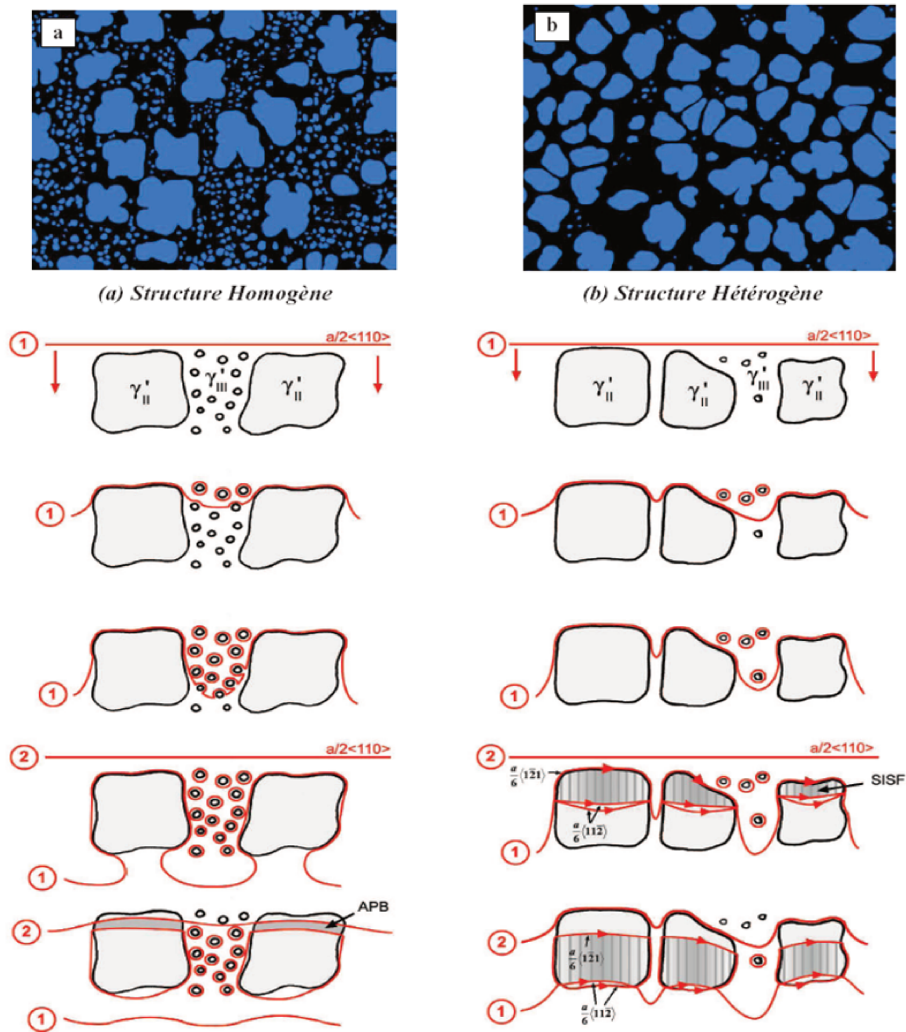 a
b
(a) Structure Homogène
(b) Structure Hétérogène
1
a/2<110>
γ'II
γ'III
γ'II
1
1
2
a/2<110>
1
APB
2
1
1
a/2<110>
γ'II
γ'II
γ'III
γ'II
1
1
2
a/2<110>
a/6⟨12̄1⟩
SISF
a/6⟨112̄⟩
1
2
a/6⟨1̄21⟩
a/6⟨112̄⟩
1